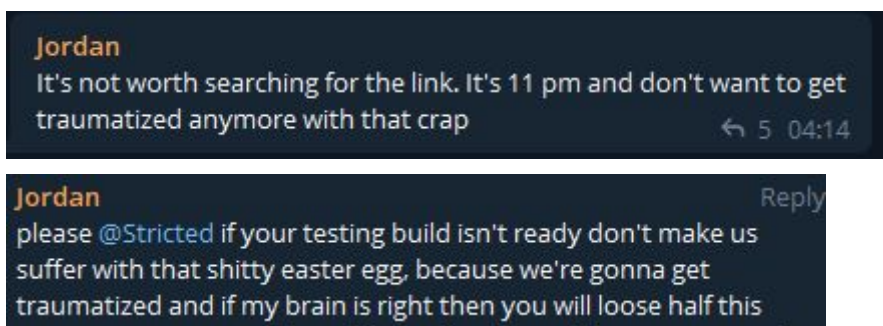 Jordan
It's not worth searching for the link. It's 11 pm and don't want to get
traumatized anymore with that crap
5 04:14
Jordan
Reply
please @Stricted if your testing build isn't ready don't make us
suffer with that shitty easter egg, because we're gonna get
traumatized and if my brain is right then you will loose half this